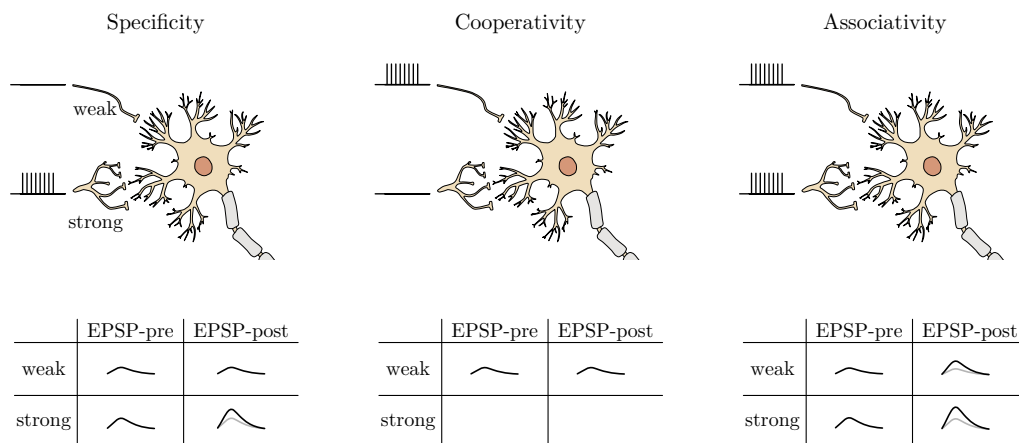 Specificity
Cooperativity
Associativity
weak
strong
EPSP-pre EPSP-post
weak
strong
EPSP-pre EPSP-post
weak
strong
EPSP-pre EPSP-post
weak
strong